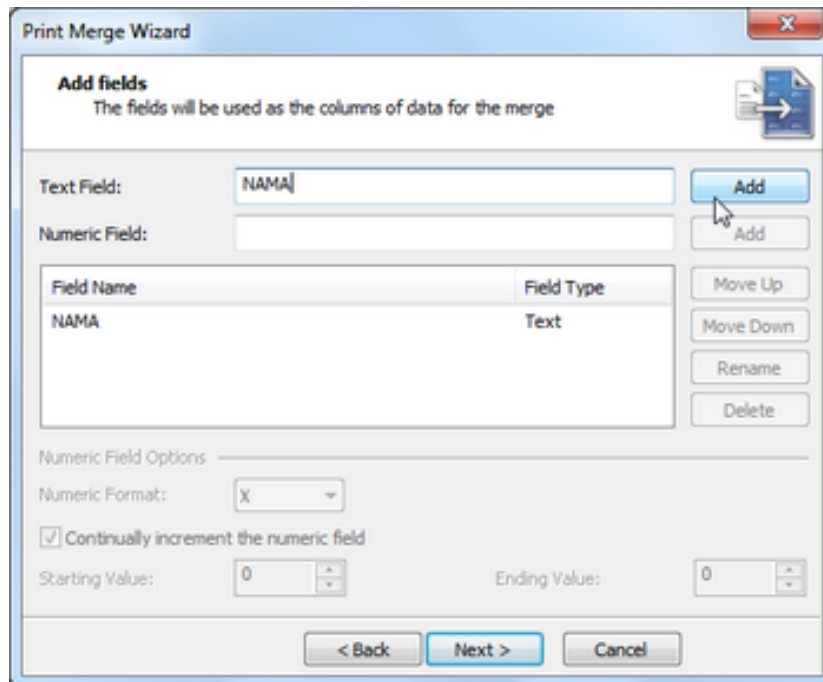 Print Merge Wizard
Add fields
The fields will be used as the columns of data for the merge
Text Field: NAMA Add
Numeric Field: Add
Field Name Field Type Move Up
NAMA Text Move Down
Rename
Delete
Numeric Field Options
Numeric Format: X
Continually increment the numeric field
Starting Value: 0 Ending Value: 0
< Back Next > Cancel